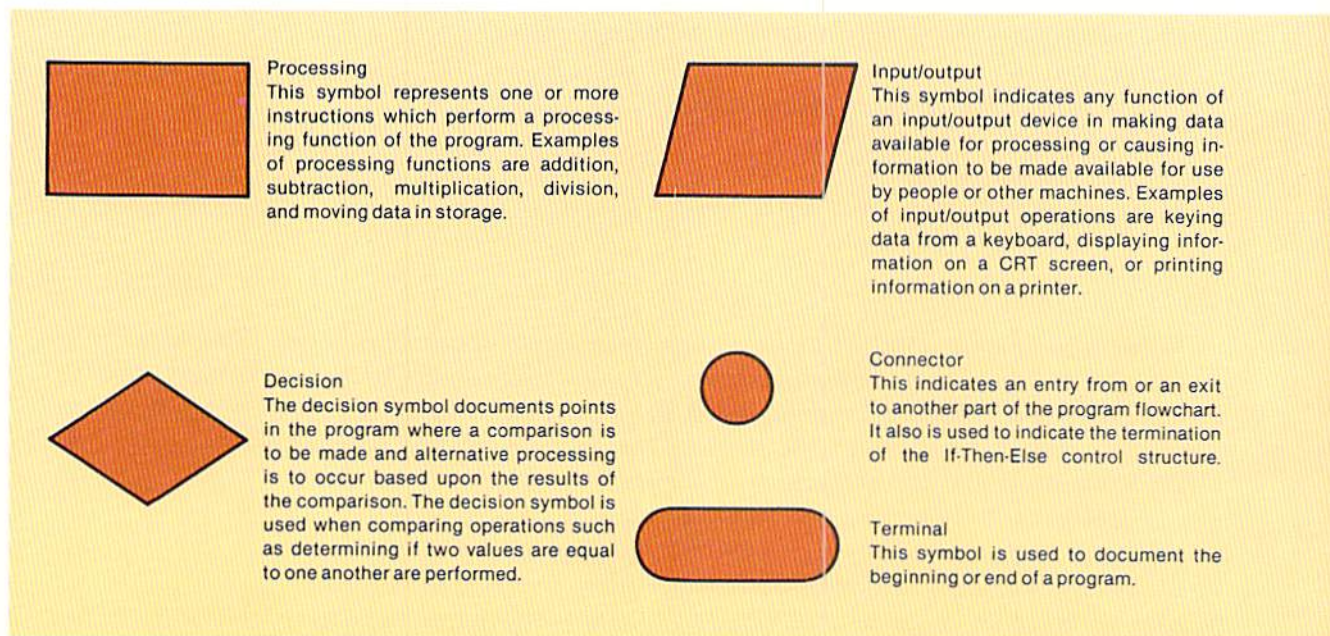 Processing
This symbol represents one or more
instructions which perform a process-
ing function of the program. Examples
of processing functions are addition,
subtraction, multiplication, division,
and moving data in storage.
Input/output
This symbol indicates any function of
an input/output device in making data
available for processing or causing in-
formation to be made available for use
by people or other machines. Examples
of input/output operations are keying
data from a keyboard, displaying infor-
mation on a CRT screen, or printing
information on a printer.
Decision
The decision symbol documents points
in the program where a comparison is
to be made and alternative processing
is to occur based upon the results of
the comparison. The decision symbol is
used when comparing operations such
as determining if two values are equal
to one another are performed.
Connector
This indicates an entry from or an exit
to another part of the program flowchart.
It also is used to indicate the termination
of the If-Then-Else control structure.
Terminal
This symbol is used to document the
beginning or end of a program.